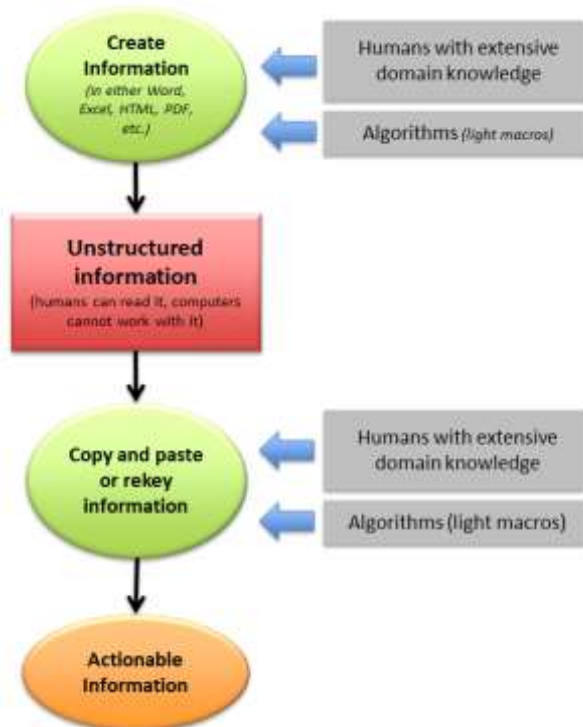 Create
Information
(in either Word,
Excel, HTML, PDF,
etc.)
Humans with extensive
domain knowledge
Algorithms (light macros)
Unstructured
information
(humans can read it, computers
cannot work with it)
Copy and paste
or rekey
information
Humans with extensive
domain knowledge
Algorithms (light macros)
Actionable
Information